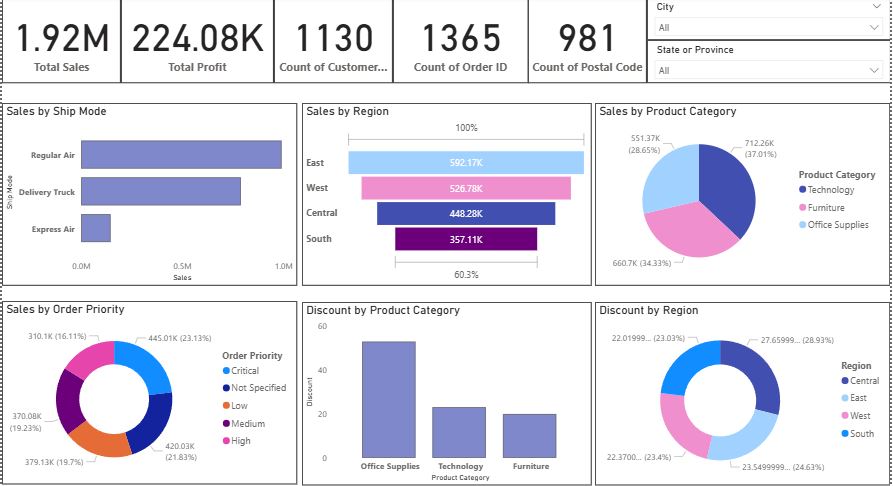 1.92M
Total Sales
224.08K
Total Profit
1130
Count of Customer...
1365
Count of Order ID
981
Count of Postal Code
City
All
State or Province
All
Sales by Ship Mode
Ship Mode
Regular Air
Delivery Truck
Express Air
0.0M 0.5M 1.0M
Sales
Sales by Region
100%
East 592.17K
West 526.78K
Central 448.28K
South 357.11K
60.3%
Sales by Product Category
551.37K
(28.65%)
712.26K
(37.01%)
660.7K (34.33%)
Product Category
Technology
Furniture
Office Supplies
Sales by Order Priority
310.1K (16.11%)
445.01K (23.13%)
370.08K
(19.23%)
420.03K
(21.83%)
379.13K (19.7%)
Order Priority
Critical
Not Specified
Low
Medium
High
Discount by Product Category
Discount
60
40
20
0
Office Supplies Technology Furniture
Product Category
Discount by Region
22.01999... (23.03%)
27.65999... (28.93%)
22.3700... (23.4%)
23.5499999... (24.63%)
Region
Central
East
West
South